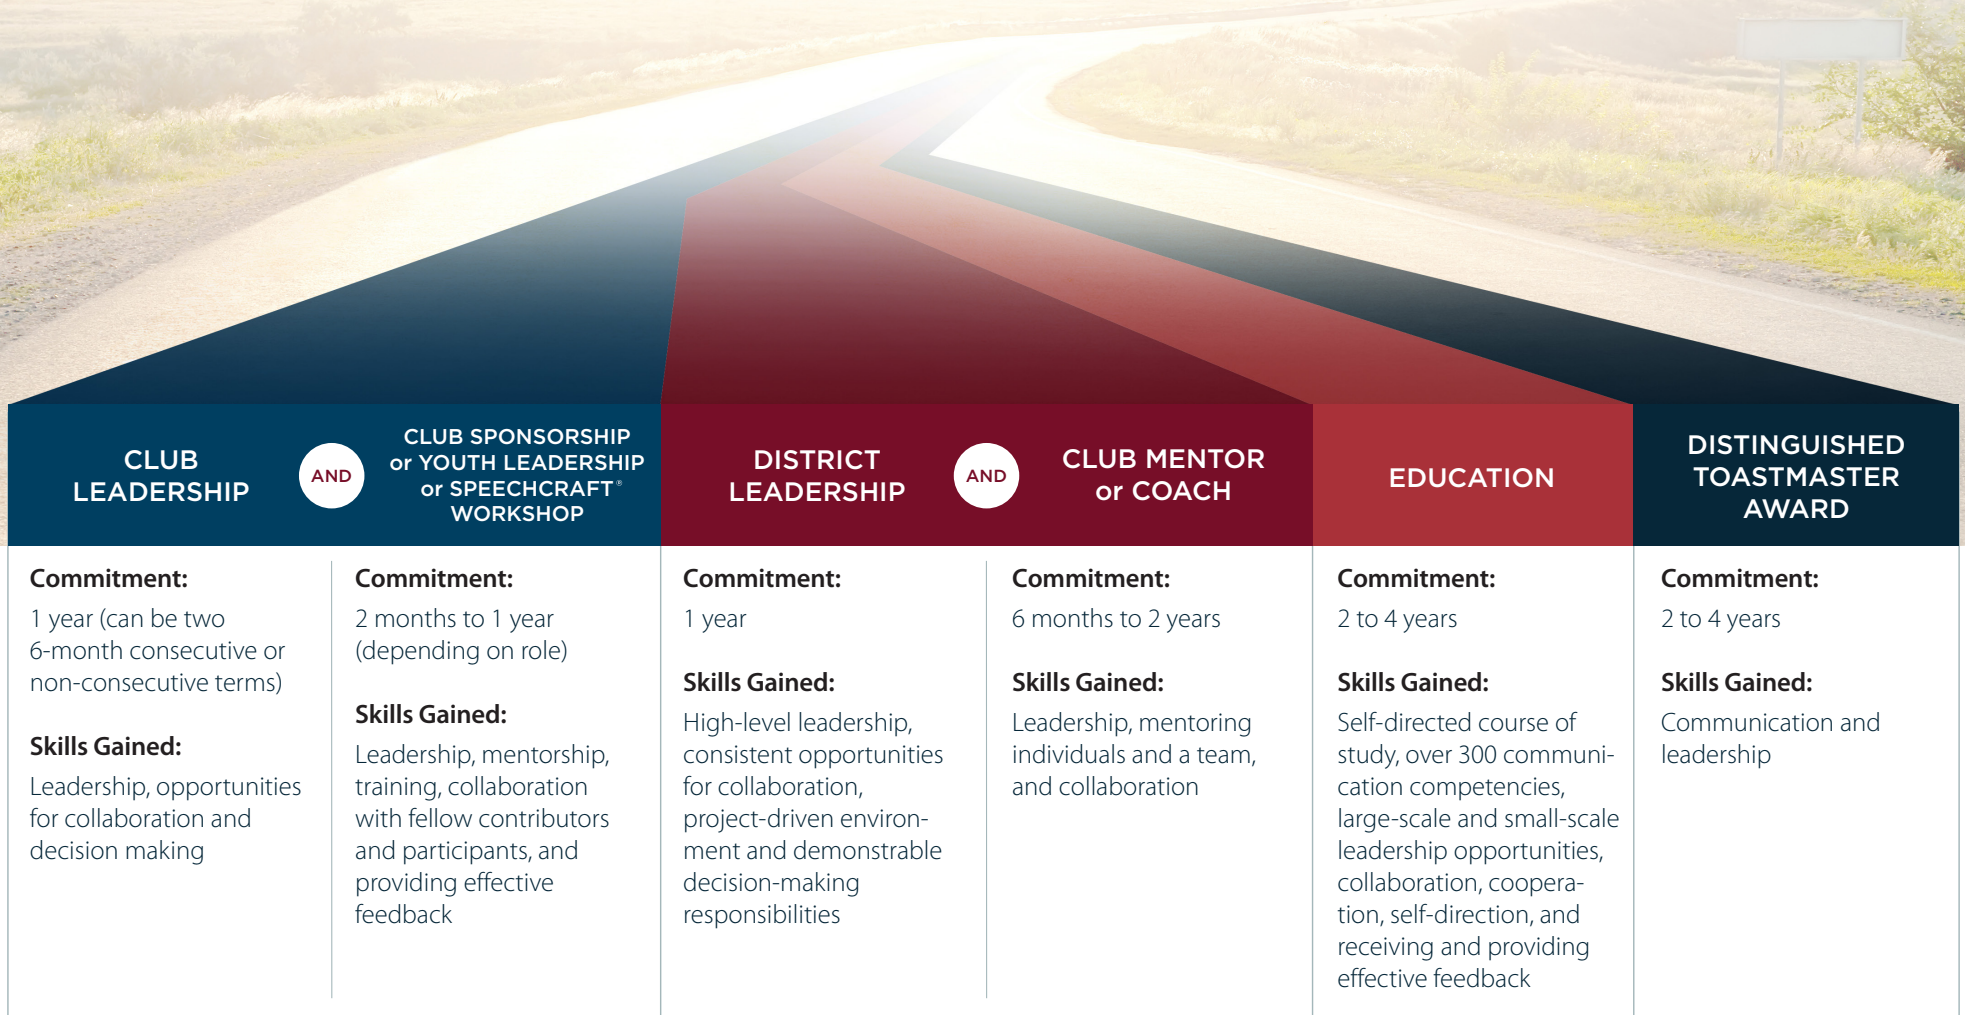 CLUB
LEADERSHIP
AND
CLUB SPONSORSHIP
or YOUTH LEADERSHIP
or SPEECHCRAFT®
WORKSHOP
DISTRICT
LEADERSHIP
AND
CLUB MENTOR
or COACH
EDUCATION
DISTINGUISHED
TOASTMASTER
AWARD
Commitment:
1 year (can be two
6-month consecutive or
non-consecutive terms)
Skills Gained:
Leadership, opportunities
for collaboration and
decision making
Commitment:
2 months to 1 year
(depending on role)
Skills Gained:
Leadership, mentorship,
training, collaboration
with fellow contributors
and participants, and
providing effective
feedback
Commitment:
1 year
Skills Gained:
High-level leadership,
consistent opportunities
for collaboration,
project-driven environ-
ment and demonstrable
decision-making
responsibilities
Commitment:
6 months to 2 years
Skills Gained:
Leadership, mentoring
individuals and a team,
and collaboration
Commitment:
2 to 4 years
Skills Gained:
Self-directed course of
study, over 300 communi-
cation competencies,
large-scale and small-scale
leadership opportunities,
collaboration, coopera-
tion, self-direction, and
receiving and providing
effective feedback
Commitment:
2 to 4 years
Skills Gained:
Communication and
leadership